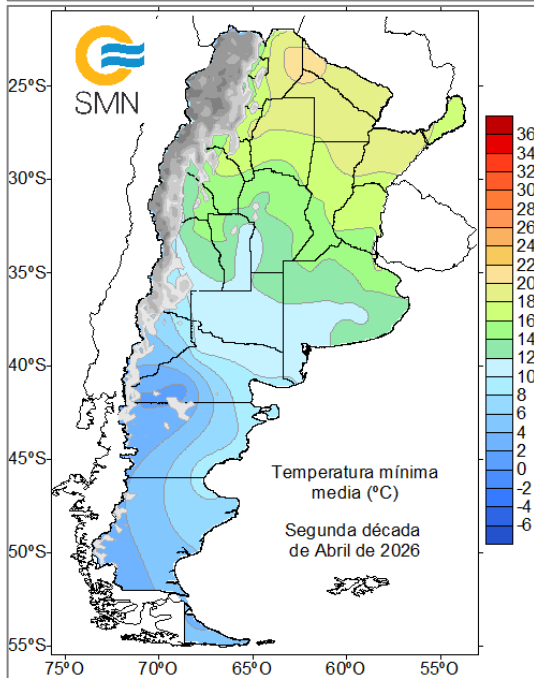 SMN
25°S
30°S
35°S
40°S
45°S
50°S
55°S
75°O
70°O
65°O
60°O
55°O
36
34
32
30
28
26
24
22
20
18
16
14
12
10
8
6
4
2
0
-2
-4
-6
Temperatura mínima
media (ºC)
Segunda década
de Abril de 2026